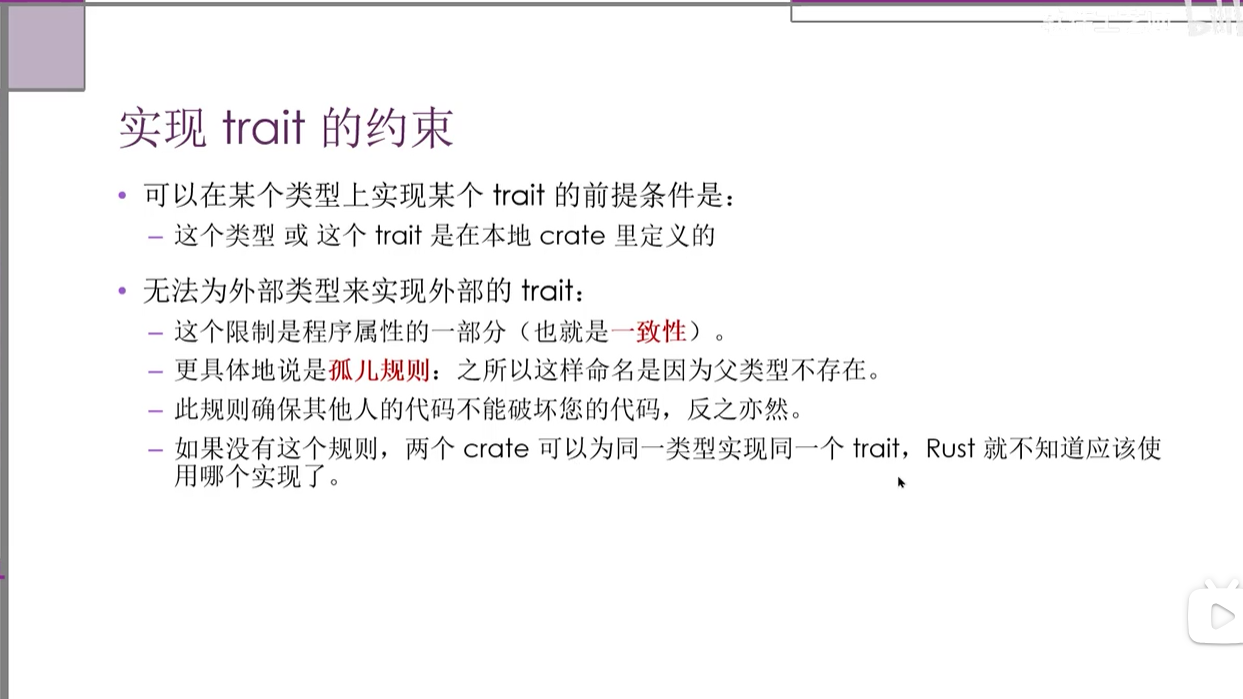 实现 trait 的约束
• 可以在某个类型上实现某个 trait 的前提条件是：
– 这个类型 或 这个 trait 是在本地 crate 里定义的
• 无法为外部类型来实现外部的 trait：
– 这个限制是程序属性的一部分（也就是一致性）。
– 更具体地说是孤儿规则：之所以这样命名是因为父类型不存在。
– 此规则确保其他人的代码不能破坏您的代码，反之亦然。
– 如果没有这个规则，两个 crate 可以为同一类型实现同一个 trait，Rust 就不知道应该使
用哪个实现了。